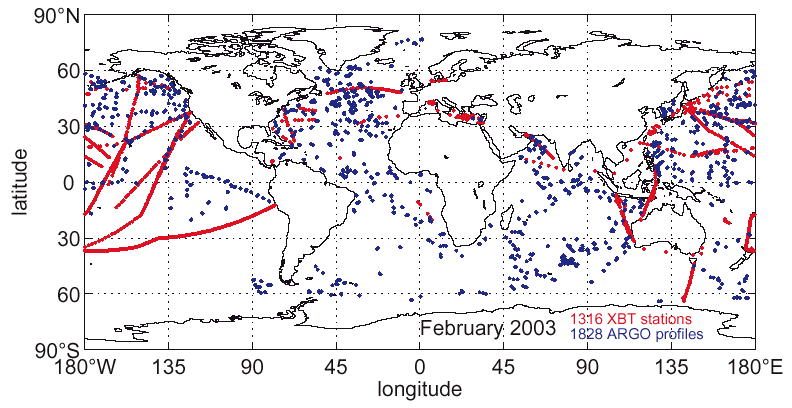 90°N
60
30
0
30
60
90°S
latitude
February 2003
1316 XBT stations
1828 ARGO profiles
180°W 135 90 45 0 45 90 135 180°E
longitude